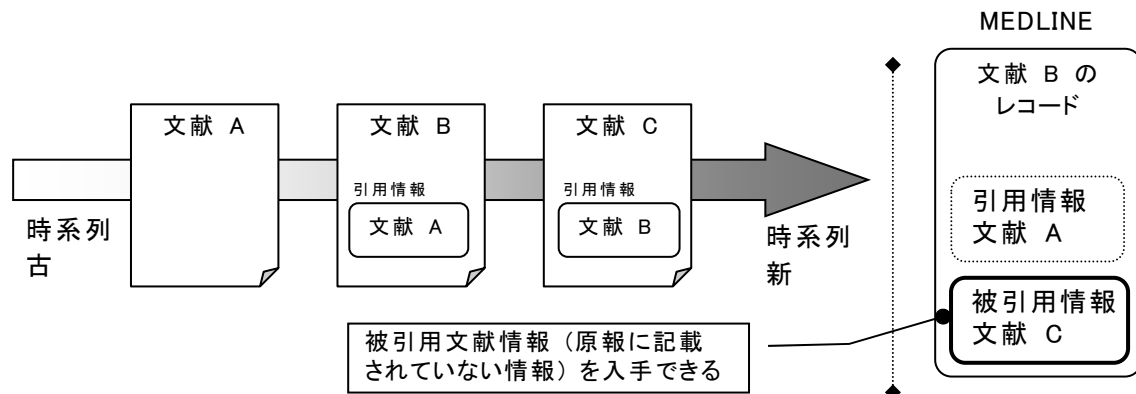 MEDLINE
文献 A
文献 B
引用情報
文献 A
文献 C
引用情報
文献 B
時系列
古
時系列
新
被引用文献情報（原報に記載
されていない情報）を入手できる
文献 B の
レコード
引用情報
文献 A
被引用情報
文献 C